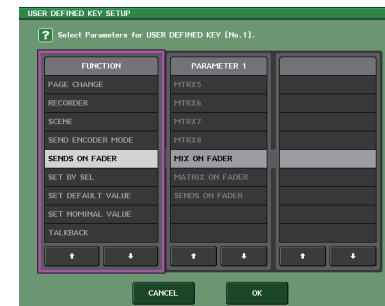 USER DEFINED KEY SETUP
? Select Parameters for USER DEFINED KEY [No.1].
FUNCTION PARAMETER 1
PAGE CHANGE MTRX5
RECORDER MTRX6
SCENE MTRX7
SEND ENCODER MODE MTRX8
SENDS ON FADER MIX ON FADER
SET BY SEL MATRIX ON FADER
SET DEFAULT VALUE SENDS ON FADER
SET NOMINAL VALUE
TALKBACK
CANCEL OK